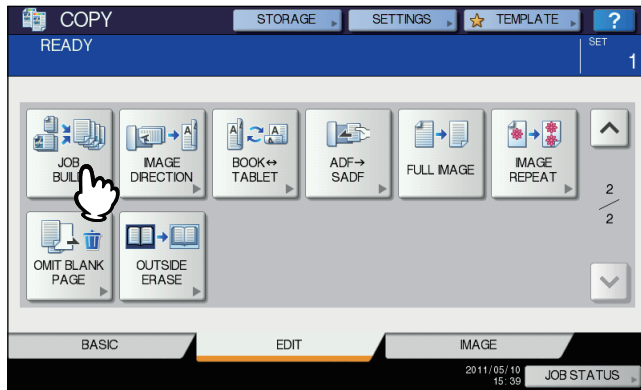 COPY
STORAGE
SETTINGS
TEMPLATE
?
READY
SET
1
JOB
BUILD
IMAGE
DIRECTION
BOOK↔
TABLET
ADF→
SADF
FULL IMAGE
IMAGE
REPEAT
2
2
OMIT BLANK
PAGE
OUTSIDE
ERASE
BASIC
EDIT
IMAGE
2011/05/10
15:39
JOB STATUS